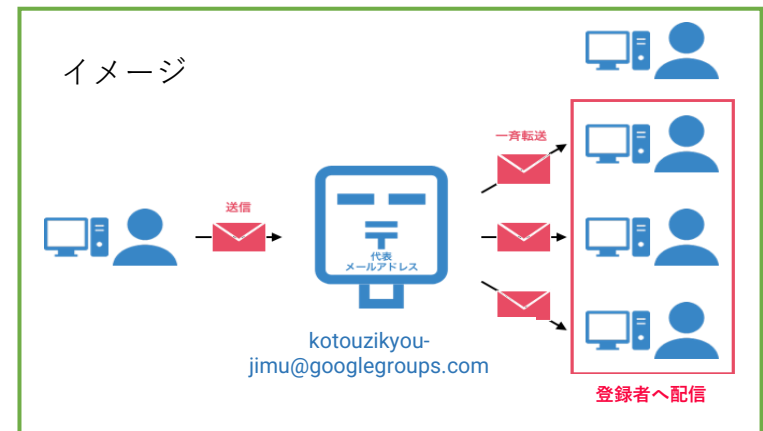 イメージ
一斉転送
送信
代表
メールアドレス
kotouzikyou-
jimu@googlegroups.com
登録者へ配信